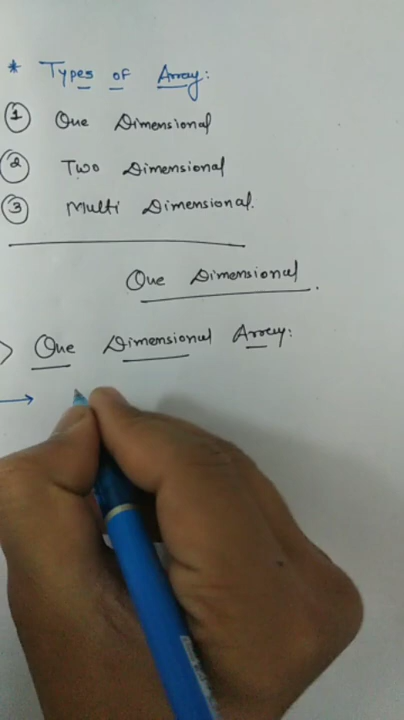 * Types of Array:
① One Dimensional
② Two Dimensional
③ Multi Dimensional.
One Dimensional.
> One Dimensional Array:
→